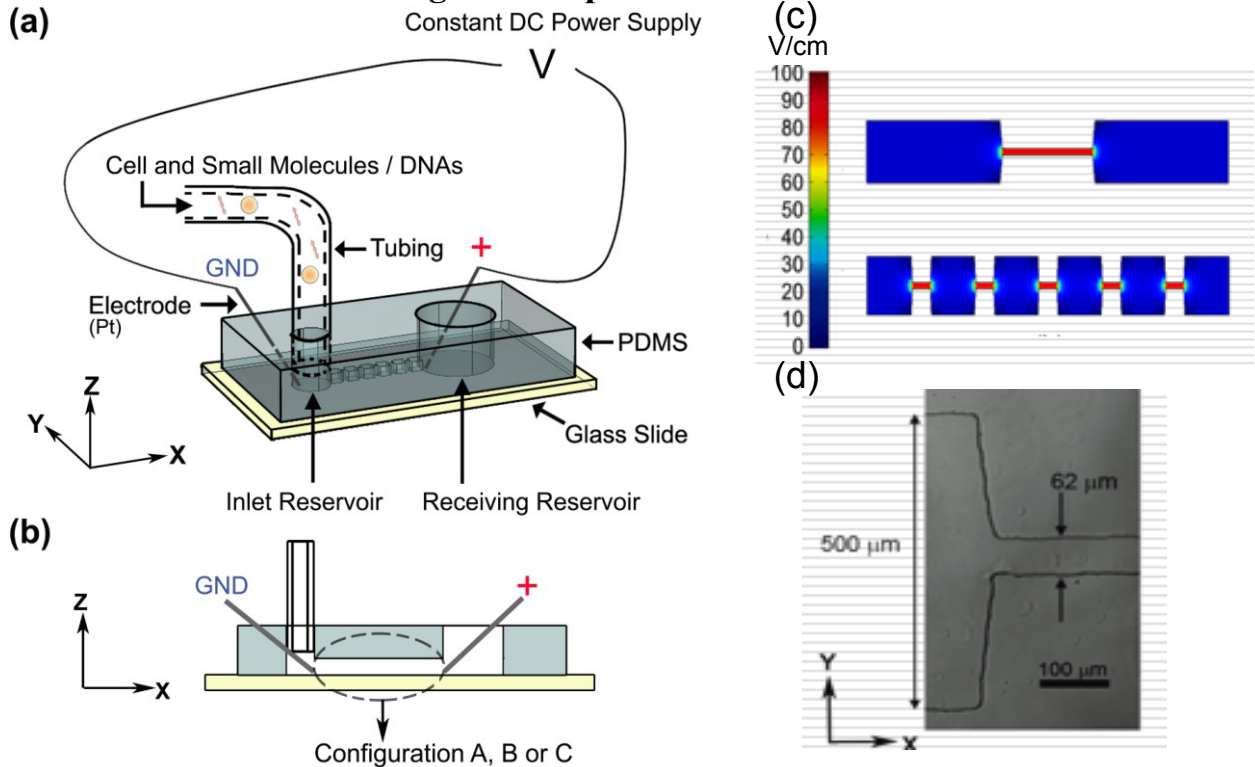 (a)
Constant DC Power Supply
V
Cell and Small Molecules / DNAs
Tubing
+
GND
Electrode
(Pt)
PDMS
Glass Slide
Z
Y
X
Inlet Reservoir
Receiving Reservoir
(b)
GND
+
Z
X
Configuration A, B or C
(c)
V/cm
100
90
80
70
60
50
40
30
20
10
0
(d)
62 μm
500 μm
100 μm
Y
X